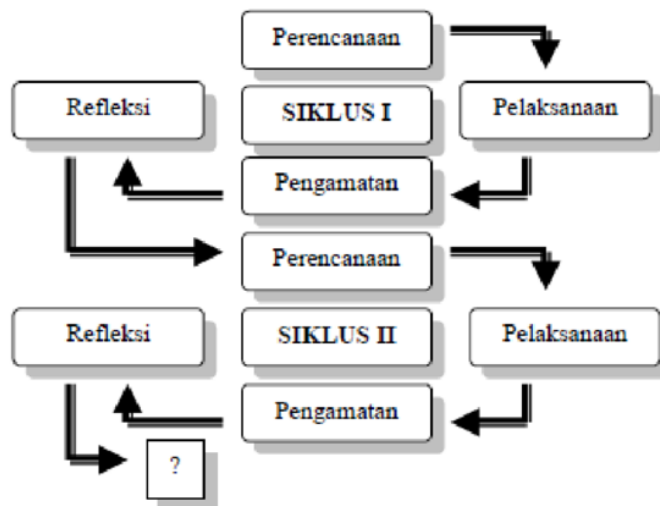 Perencanaan
Refleksi
SIKLUS I
Pelaksanaan
Pengamatan
Perencanaan
Refleksi
SIKLUS II
Pelaksanaan
Pengamatan
?